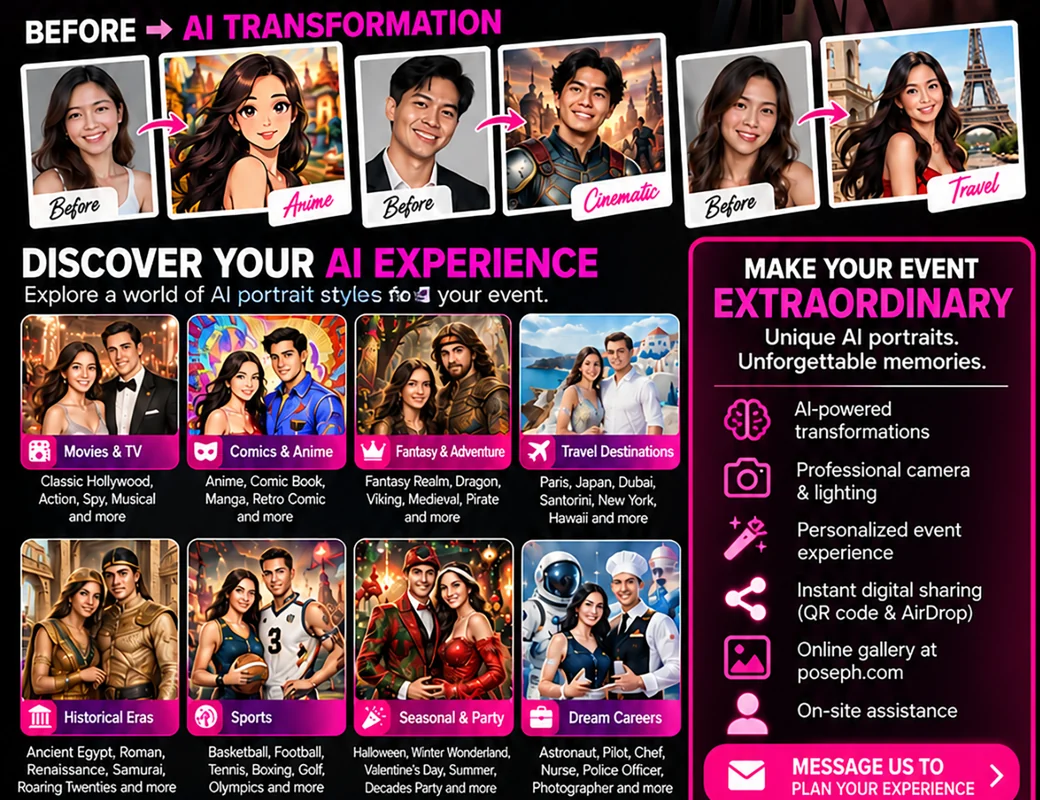 BEFORE AI TRANSFORMATION
Before
Anime
Before
Cinematic
Before
Travel
DISCOVER YOUR AI EXPERIENCE
Explore a world of AI portrait styles your event.
Movies & TV
Classic Hollywood,
Action, Spy, Musical
and more
Comics & Anime
Anime, Comic Book,
Manga, Retro Comic
and more
Fantasy & Adventure
Fantasy Realm, Dragon,
Viking, Medieval, Pirate
and more
Travel Destinations
Paris, Japan, Dubai,
Santorini, New York,
Hawaii and more
3
Historical Eras
Ancient Egypt, Roman,
Renaissance, Samurai,
Roaring Twenties and more
Sports
Basketball, Football,
Tennis, Boxing, Golf,
Olympics and more
Seasonal & Party
Halloween, Winter Wonderland,
Valentine's Day, Summer,
Decades Party and more
Dream Careers
Astronaut, Pilot, Chef,
Nurse, Police Officer,
Photographer and more
MAKE YOUR EVENT
EXTRAORDINARY
Unique AI portraits.
Unforgettable memories.
AI-powered
transformations
Professional camera
& lighting
Personalized event
experience
Instant digital sharing
(QR code & AirDrop)
Online gallery at
poseph.com
On-site assistance
MESSAGE US TO
PLAN YOUR EXPERIENCE